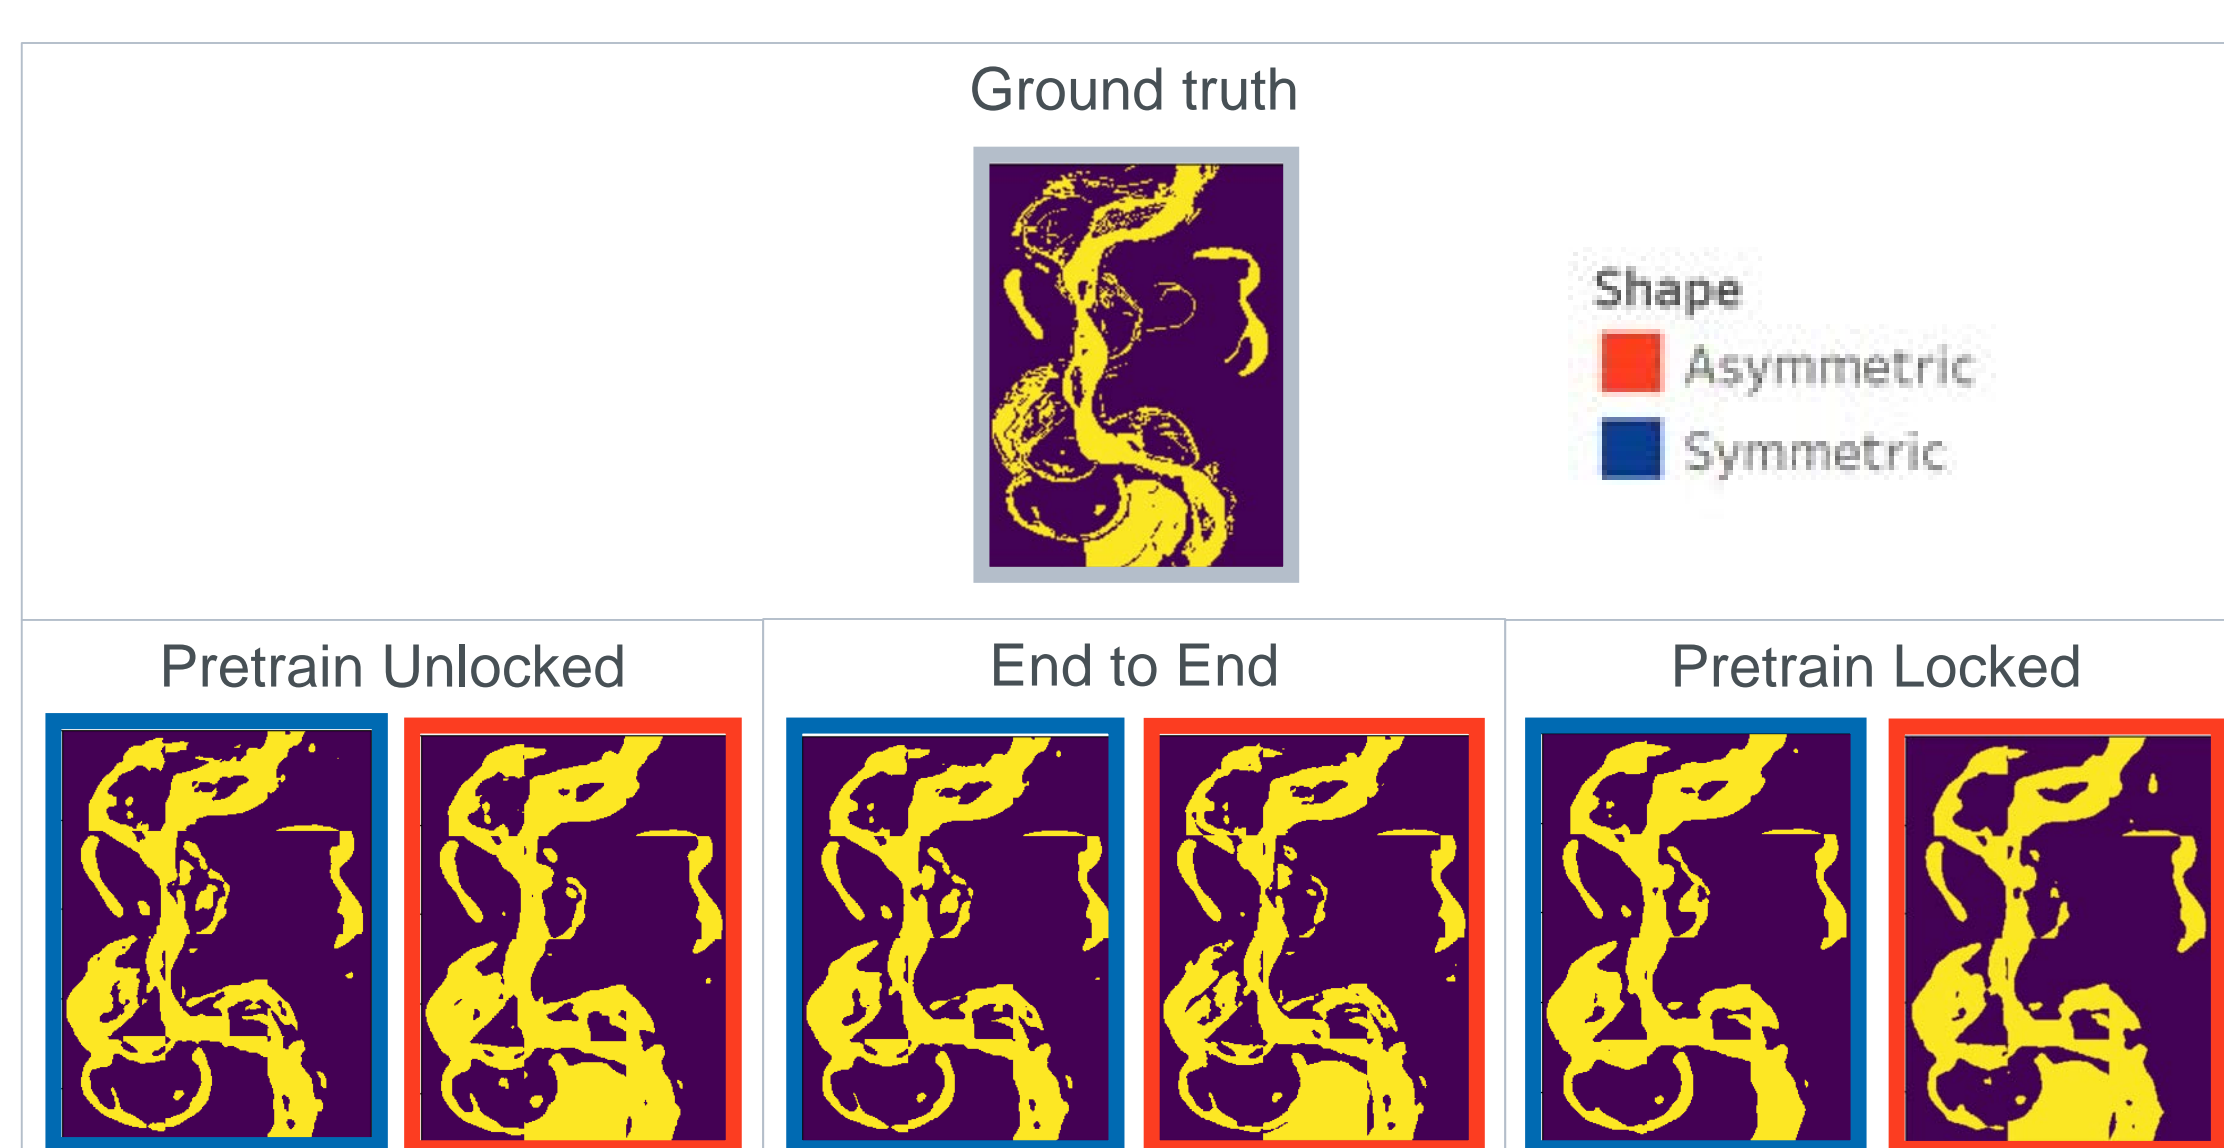 Ground truth
Shape
Asymmetric
Symmetric
Pretrain Unlocked
End to End
Pretrain Locked